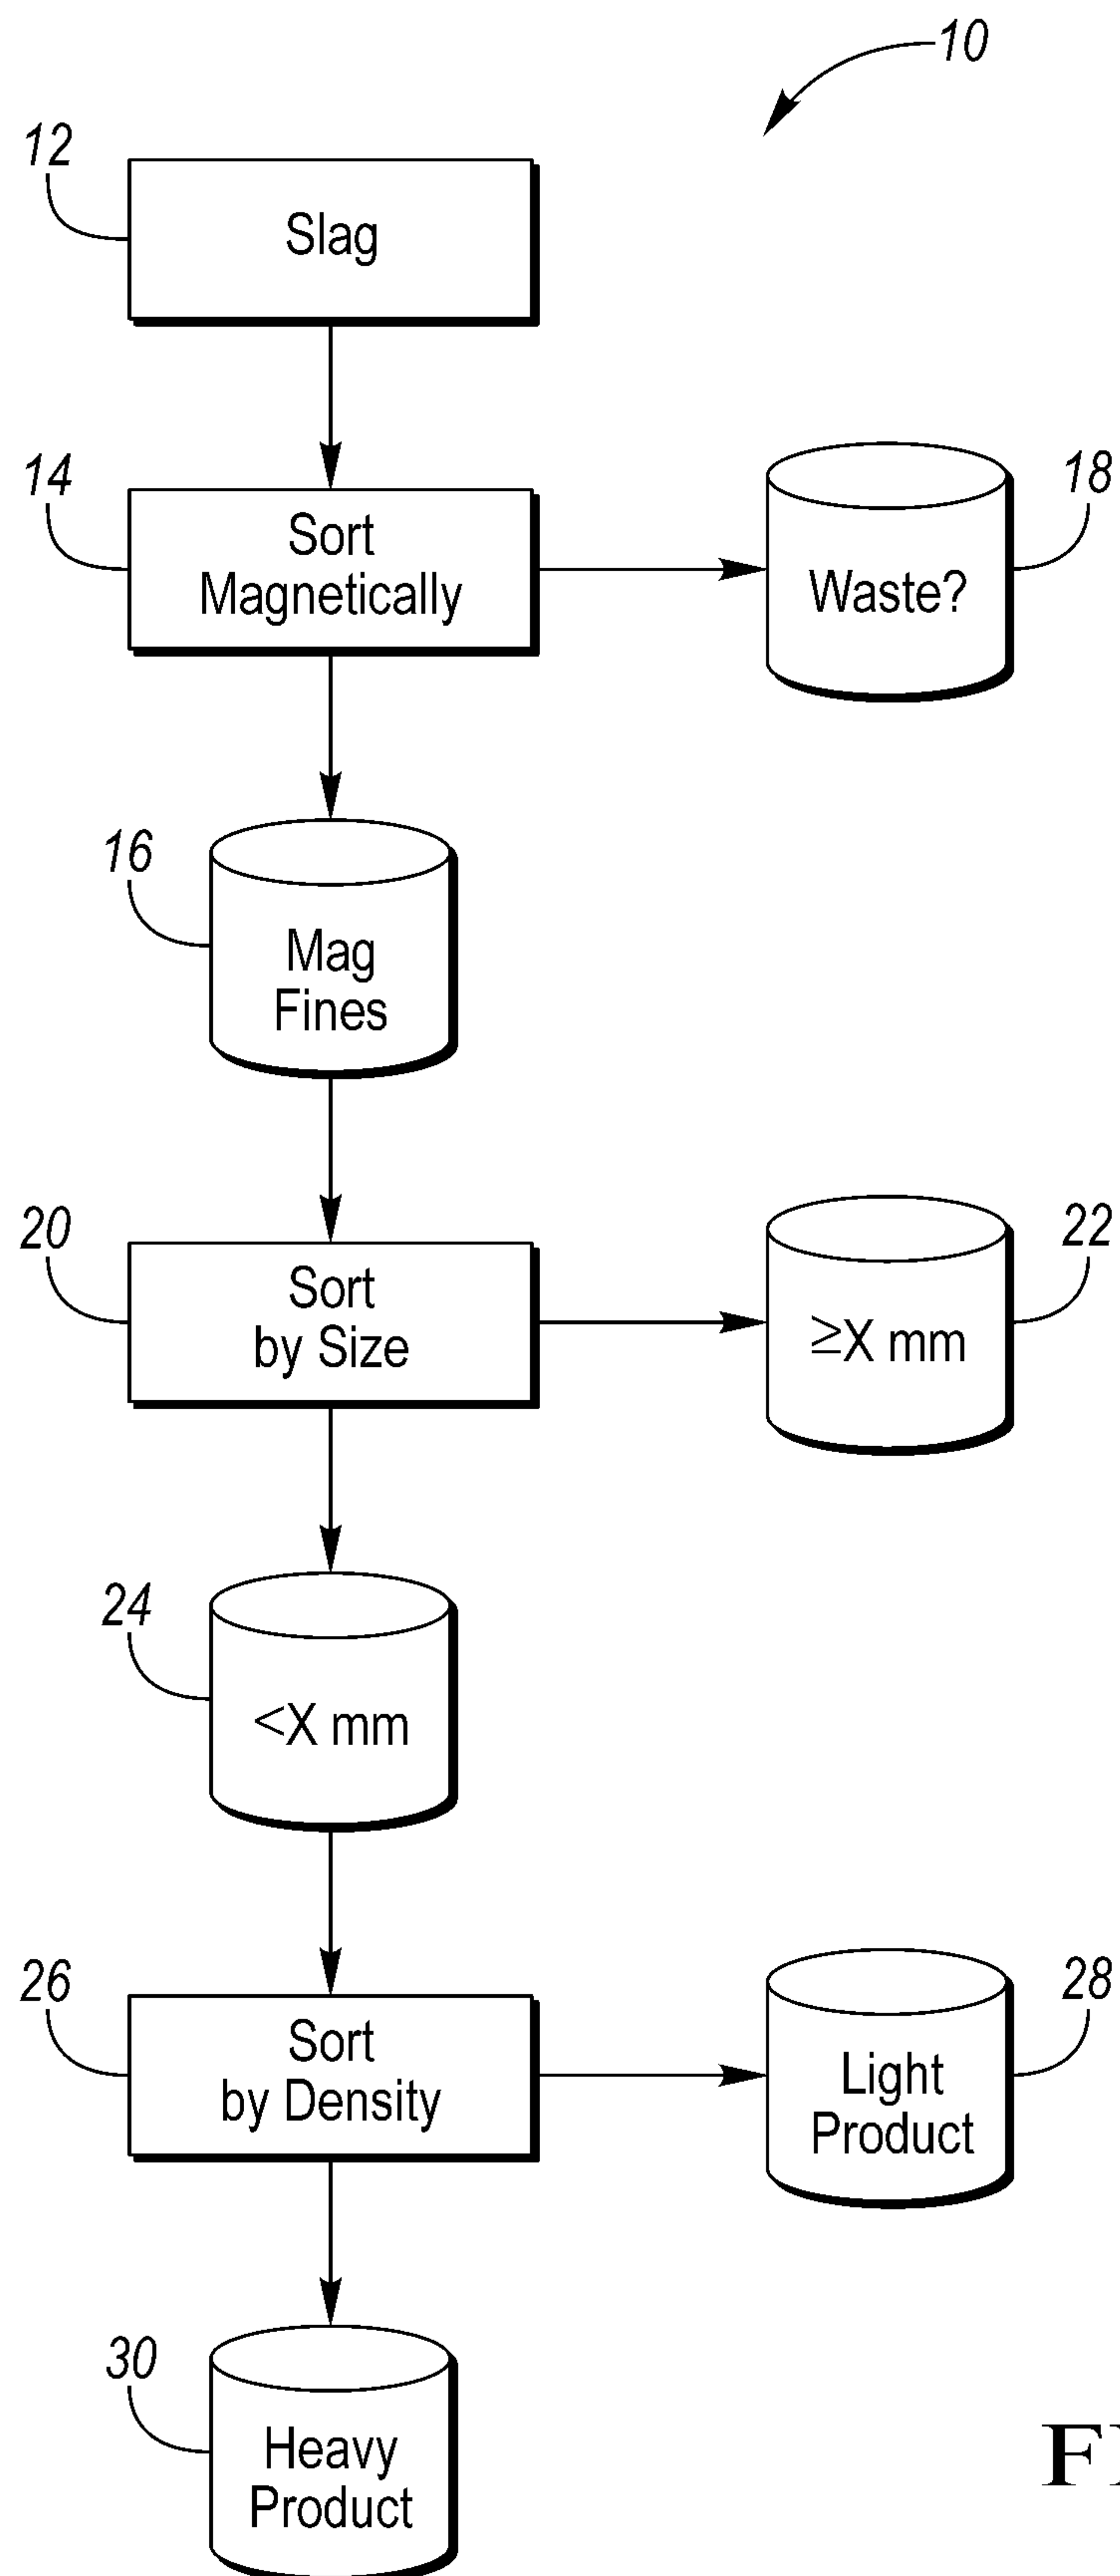 10
12
Slag
14
Sort
Magnetically
18
Waste?
16
Mag
Fines
20
Sort
by Size
22
≥X mm
24
<X mm
26
Sort
by Density
28
Light
Product
30
Heavy
Product